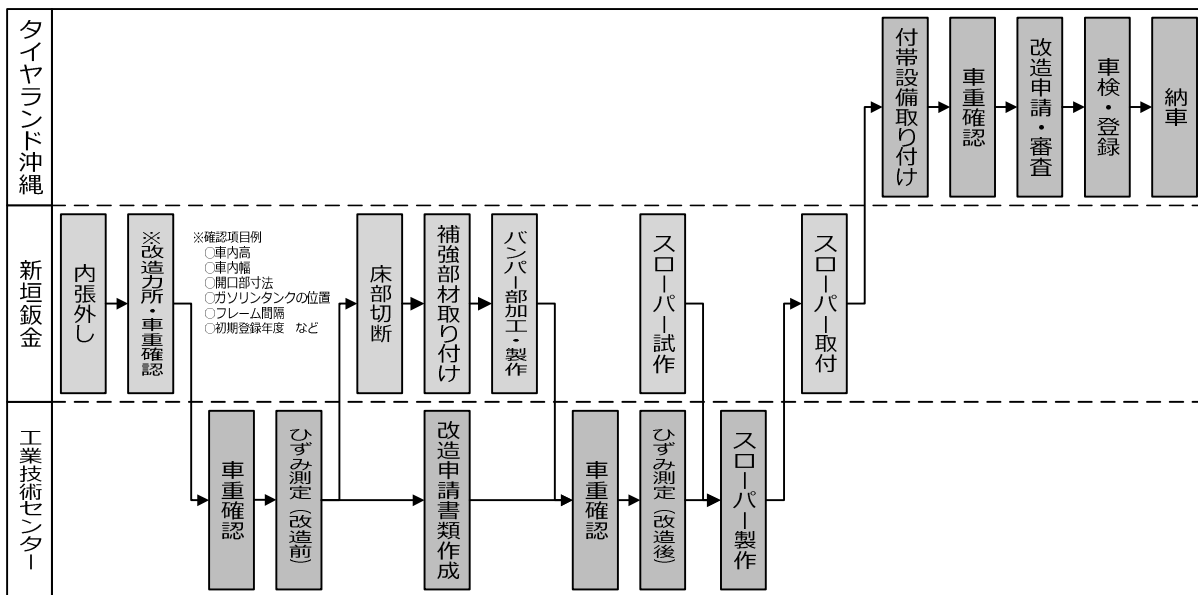 タイヤランド沖縄
付帯設備取り付け
車重確認
改造申請・審査
車検・登録
納車
新垣鈑金
内張外し
※改造カ所・車重確認
※確認項目例
○車内高
○車内幅
○開口部寸法
○ガソリンタンクの位置
○フレーム間隔
○初期登録年度　など
床部切断
補強部材取り付け
バンパー部加工・製作
スローパー試作
スローパー取付
工業技術センター
車重確認
ひずみ測定（改造前）
改造申請書類作成
車重確認
ひずみ測定（改造後）
スローパー製作